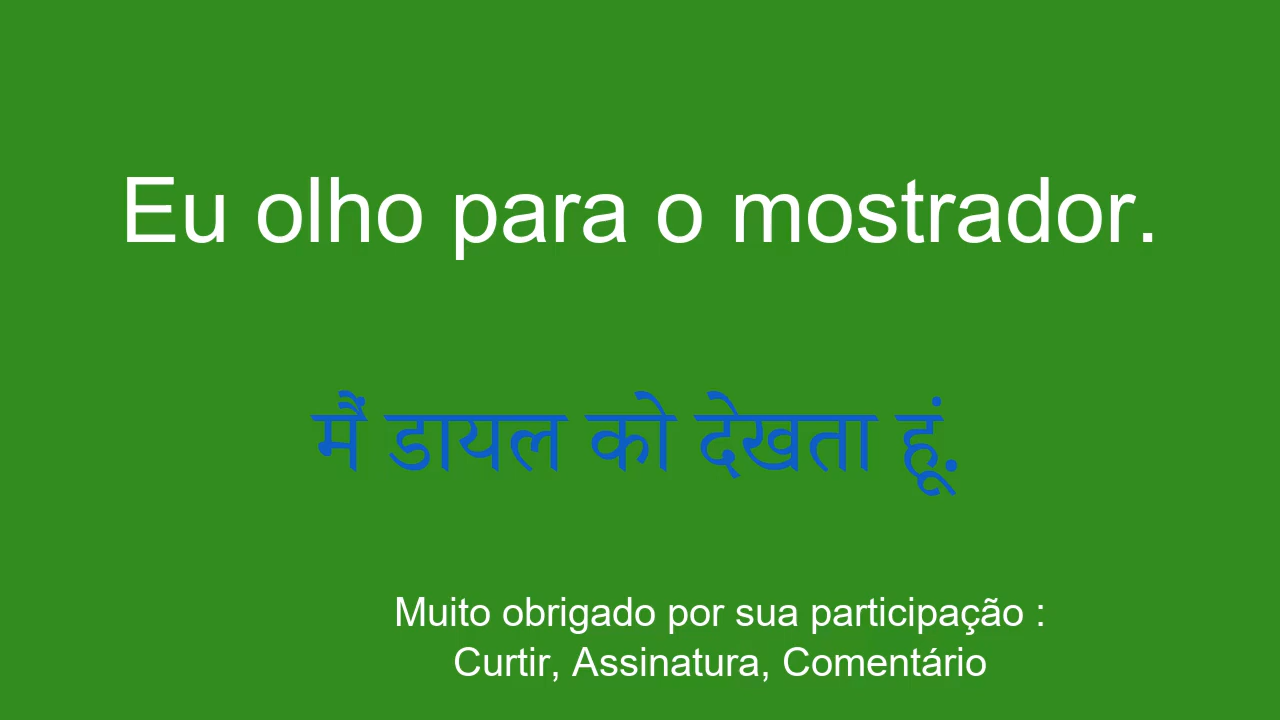 Eu olho para o mostrador.
मैं डायल को देखता हूं.
Muito obrigado por sua participação :
Curtir, Assinatura, Comentário